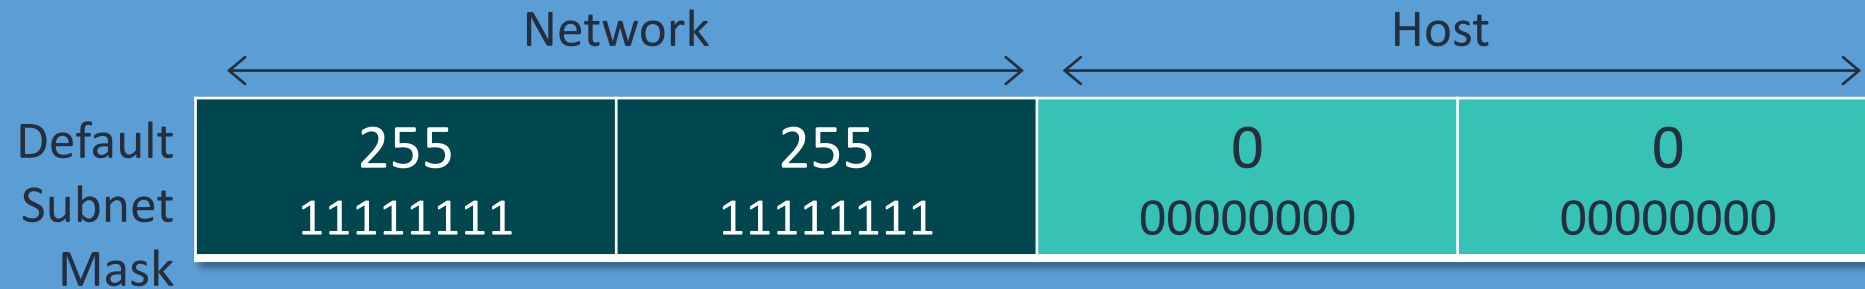 Network Host
Default
Subnet
Mask
255 255 0 0
11111111 11111111 00000000 00000000